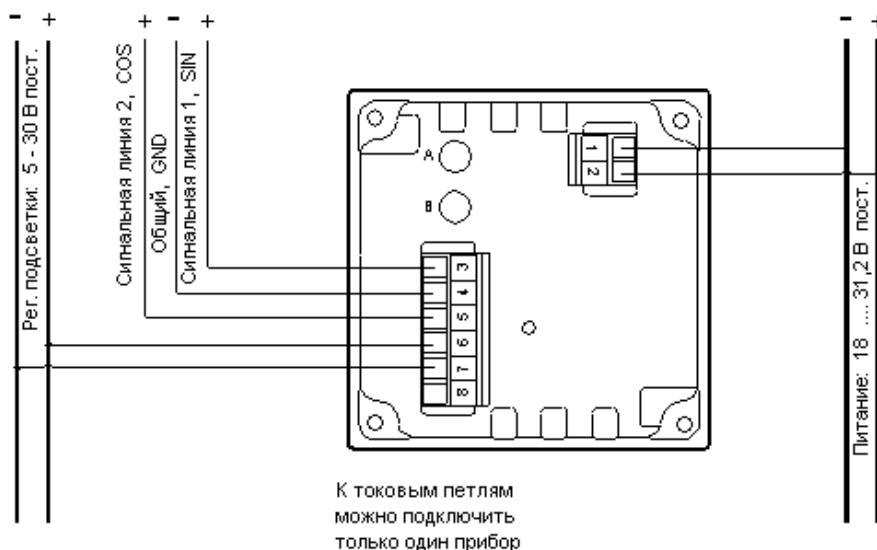 - + + - + - +
Рег. подсветки: 5 - 30 В пост.
Сигнальная линия 2, COS
Общий, GND
Сигнальная линия 1, SIN
A
B
1
2
3
4
5
6
7
8
Питание: 18 .... 31,2 В пост.
К токовым петлям
можно подключить
только один прибор